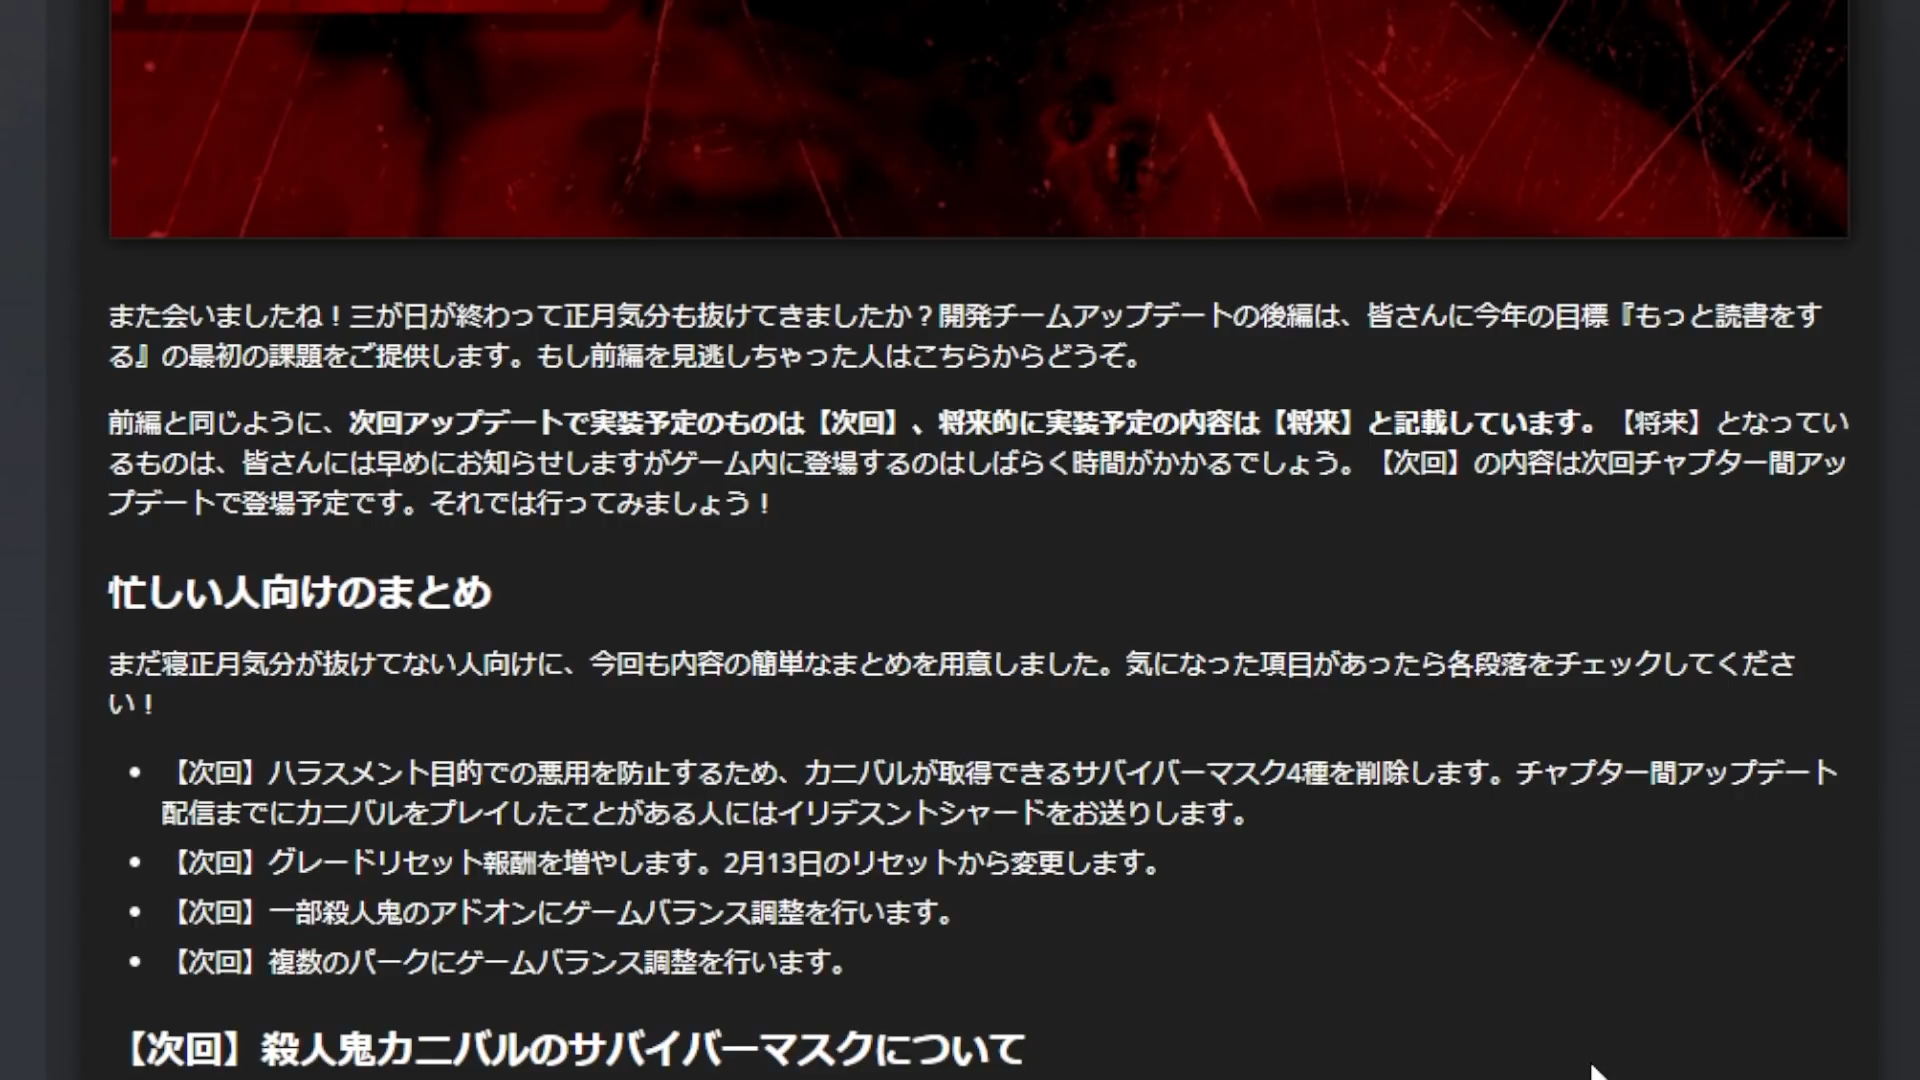 また会いましたね！三が日が終わって正月気分も抜けてきましたか？開発チームアップデートの後編は、皆さんに今年の目標『もっと読書をす
る』の最初の課題をご提供します。もし前編を見逃しちゃった人はこちらからどうぞ。
前編と同じように、次回アップデートで実装予定のものは【次回】、将来的に実装予定の内容は【将来】と記載しています。【将来】となってい
るものは、皆さんには早めにお知らせしますがゲーム内に登場するのはしばらく時間がかかるでしょう。【次回】の内容は次回チャプター間アッ
プデートで登場予定です。それでは行ってみましょう！
忙しい人向けのまとめ
まだ寝正月気分が抜けてない人向けに、今回も内容の簡単なまとめを用意しました。気になった項目があったら各段落をチェックしてくださ
い！
• 【次回】ハラスメント目的での悪用を防止するため、カニバルが取得できるサバイバーマスク4種を削除します。チャプター間アップデート
配信までにカニバルをプレイしたことがある人にはイリデスントシャードをお送りします。
• 【次回】グレードリセット報酬を増やします。2月13日のリセットから変更します。
• 【次回】一部殺人鬼のアドオンにゲームバランス調整を行います。
• 【次回】複数のパークにゲームバランス調整を行います。
【次回】殺人鬼カニバルのサバイバーマスクについて